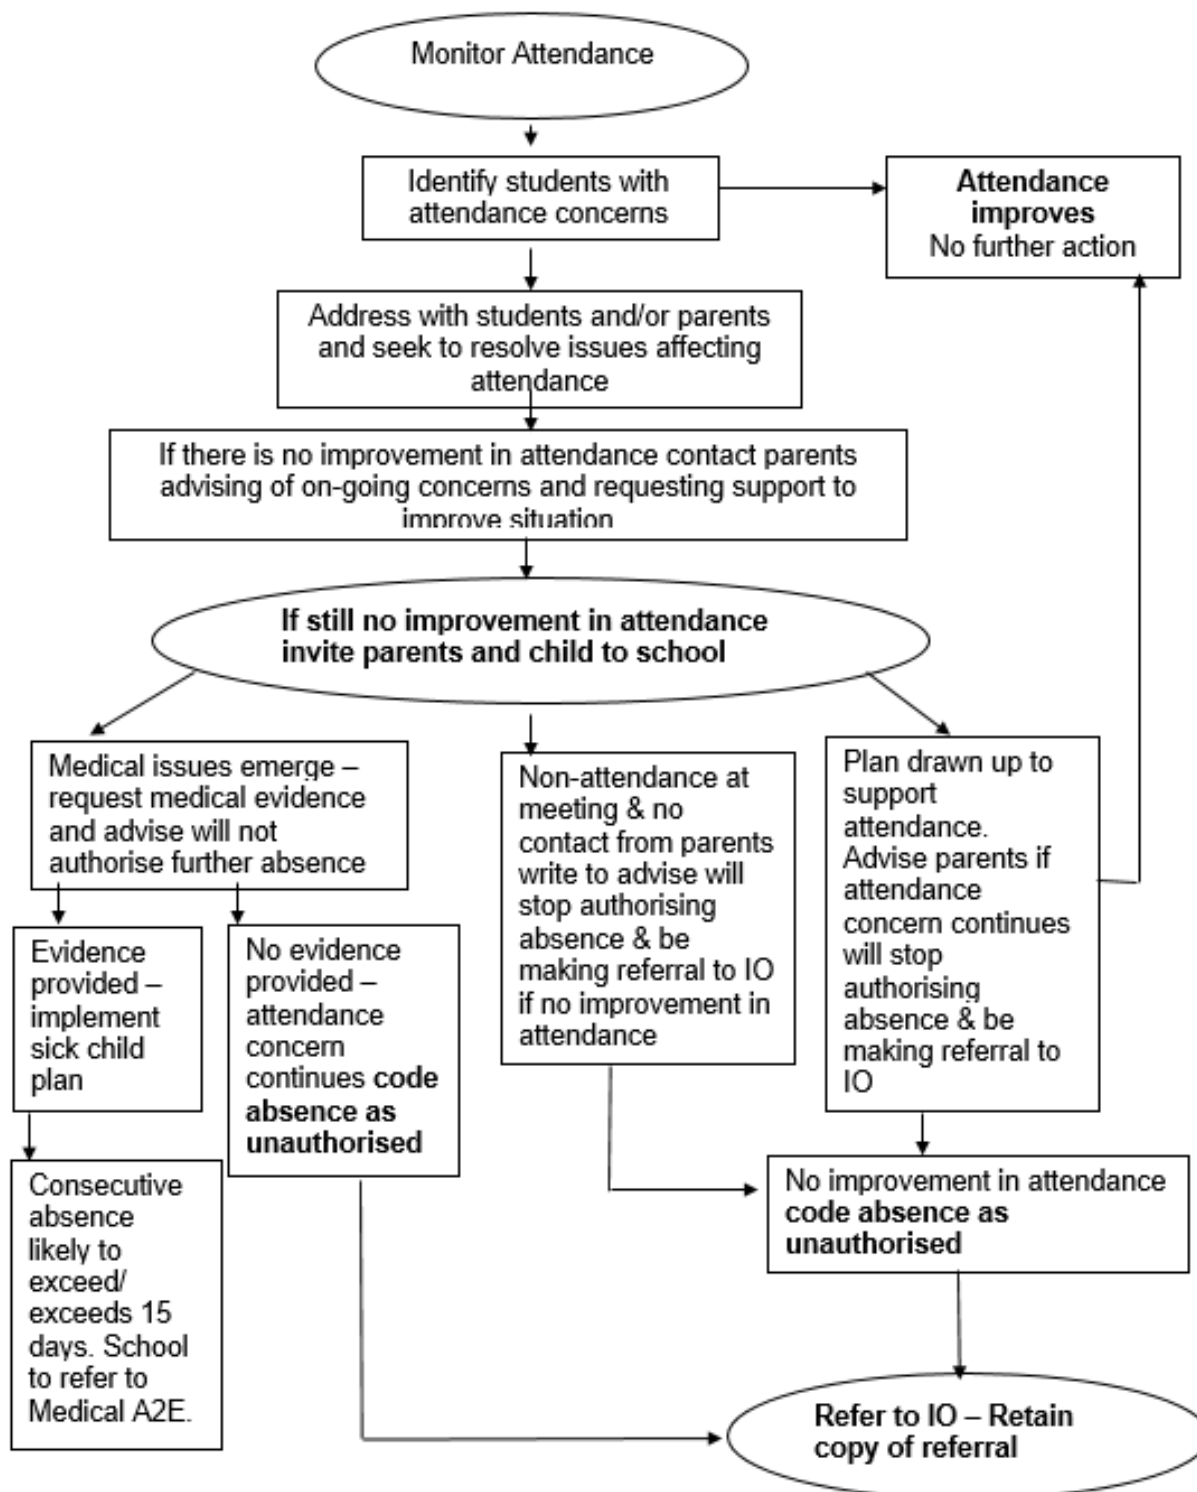 Monitor Attendance
Identify students with
attendance concerns
Attendance
improves
No further action
Address with students and/or parents
and seek to resolve issues affecting
attendance
If there is no improvement in attendance contact parents
advising of on-going concerns and requesting support to
improve situation
If still no improvement in attendance
invite parents and child to school
Medical issues emerge –
request medical evidence
and advise will not
authorise further absence
Non-attendance at
meeting & no
contact from parents
write to advise will
stop authorising
absence & be
making referral to IO
if no improvement in
attendance
Plan drawn up to
support
attendance.
Advise parents if
attendance
concern continues
will stop
authorising
absence & be
making referral to
IO
Evidence
provided –
implement
sick child
plan
No evidence
provided –
attendance
concern
continues code
absence as
unauthorised
Consecutive
absence
likely to
exceed/
exceeds 15
days. School
to refer to
Medical A2E.
No improvement in attendance
code absence as
unauthorised
Refer to IO – Retain
copy of referral